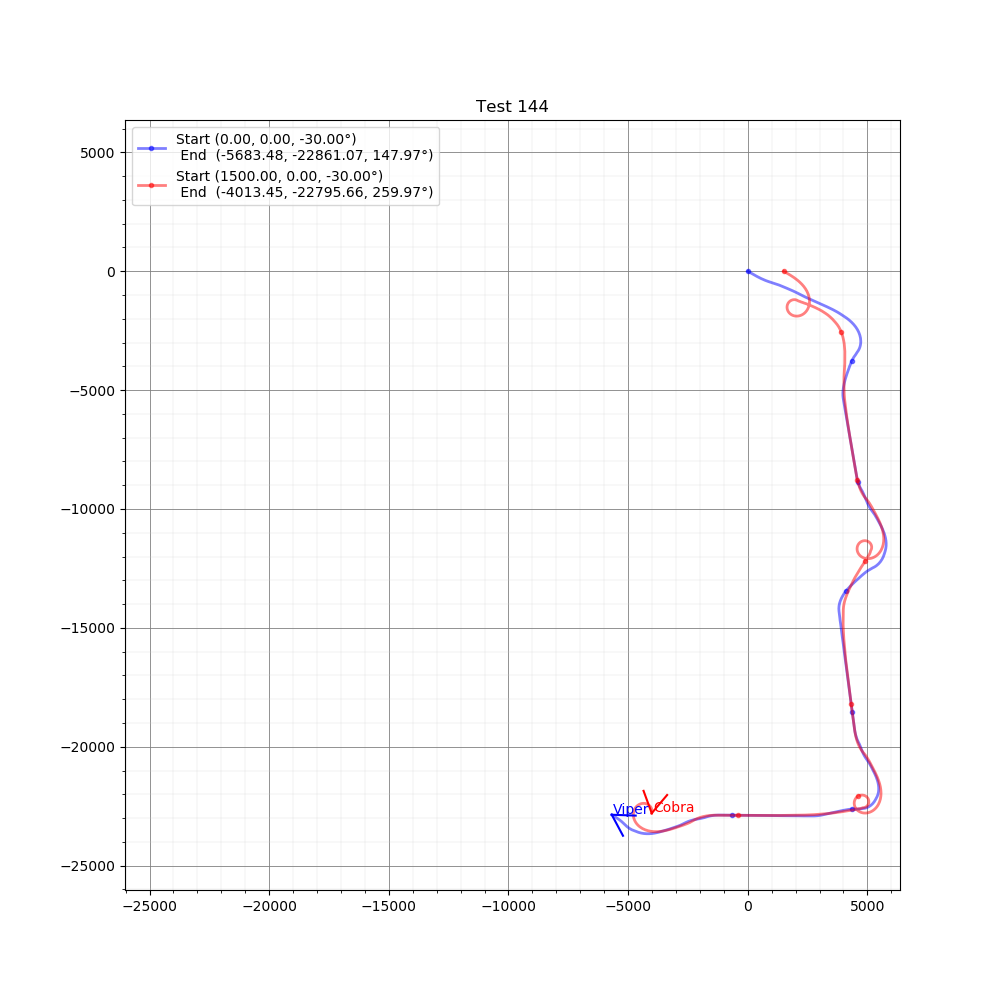 Test 144
Start (0.00, 0.00, -30.00°)
End (-5683.48, -22861.07, 147.97°)
Start (1500.00, 0.00, -30.00°)
End (-4013.45, -22795.66, 259.97°)
5000
0
−5000
−10000
−15000
−20000
−25000
Viper
Cobra
−25000 −20000 −15000 −10000 −5000 0 5000